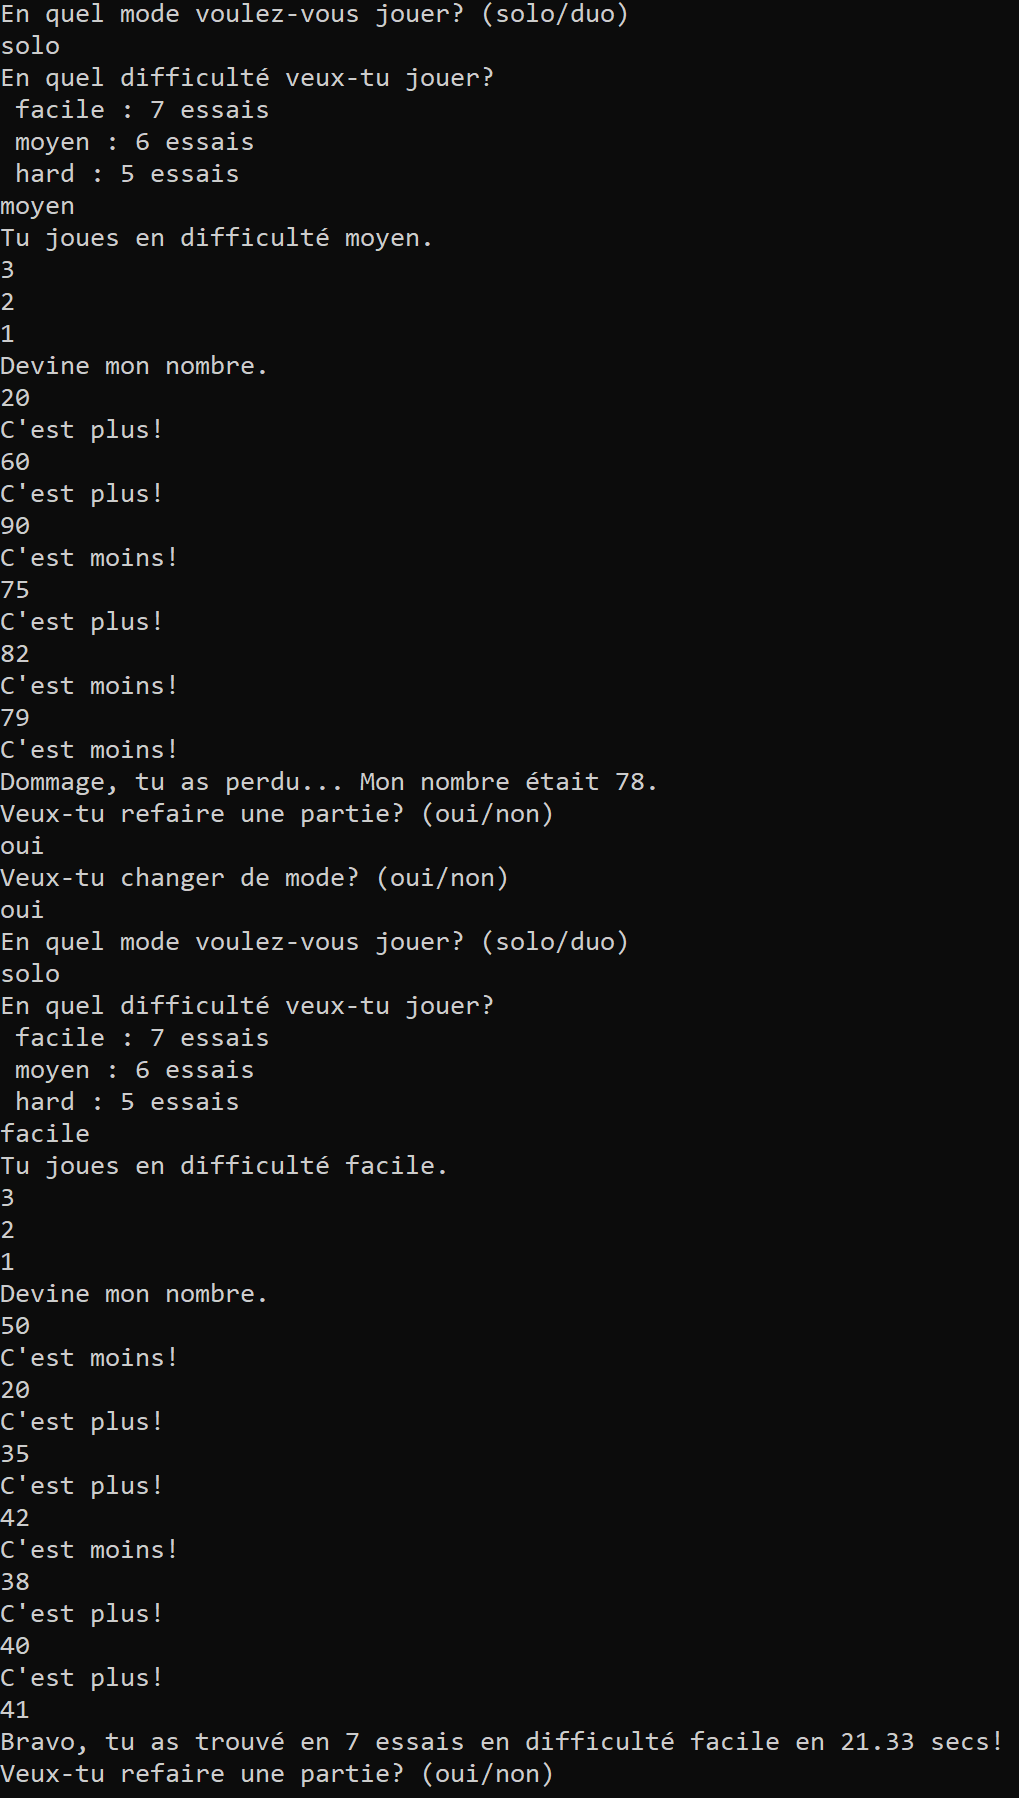 En quel mode voulez-vous jouer? (solo/duo)
solo
En quel difficulté veux-tu jouer?
 facile : 7 essais
 moyen : 6 essais
 hard : 5 essais
moyen
Tu joues en difficulté moyen.
3
2
1
Devine mon nombre.
20
C'est plus!
60
C'est plus!
90
C'est moins!
75
C'est plus!
82
C'est moins!
79
C'est moins!
Dommage, tu as perdu... Mon nombre était 78.
Veux-tu refaire une partie? (oui/non)
oui
Veux-tu changer de mode? (oui/non)
oui
En quel mode voulez-vous jouer? (solo/duo)
solo
En quel difficulté veux-tu jouer?
 facile : 7 essais
 moyen : 6 essais
 hard : 5 essais
facile
Tu joues en difficulté facile.
3
2
1
Devine mon nombre.
50
C'est moins!
20
C'est plus!
35
C'est plus!
42
C'est moins!
38
C'est plus!
40
C'est plus!
41
Bravo, tu as trouvé en 7 essais en difficulté facile en 21.33 secs!
Veux-tu refaire une partie? (oui/non)